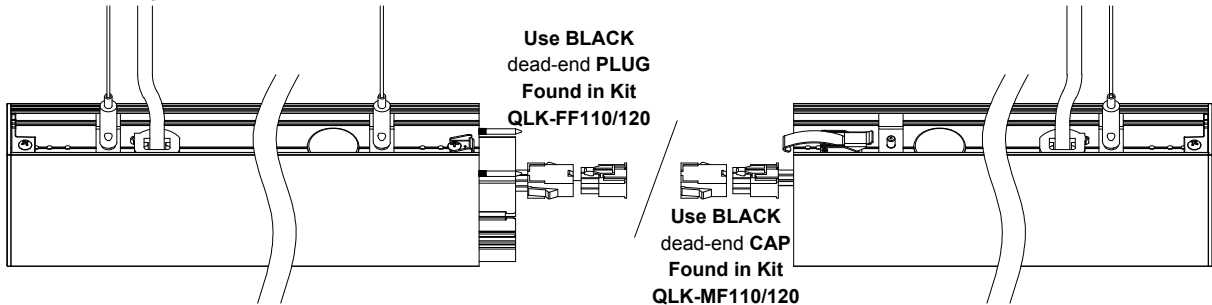 Use BLACK
dead-end PLUG
Found in Kit
QLK-FF110/120
Use BLACK
dead-end CAP
Found in Kit
QLK-MF110/120